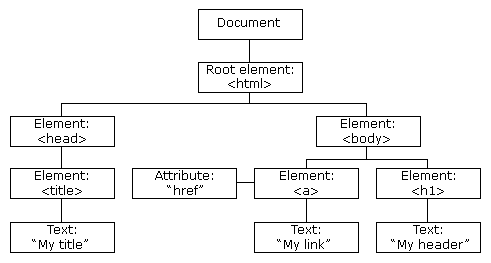 Document
Root element:
<html>
Element:
<head>
Element:
<body>
Element:
<title>
Attribute:
“href”
Element:
<a>
Element:
<h1>
Text:
“My title”
Text:
“My link”
Text:
“My header”